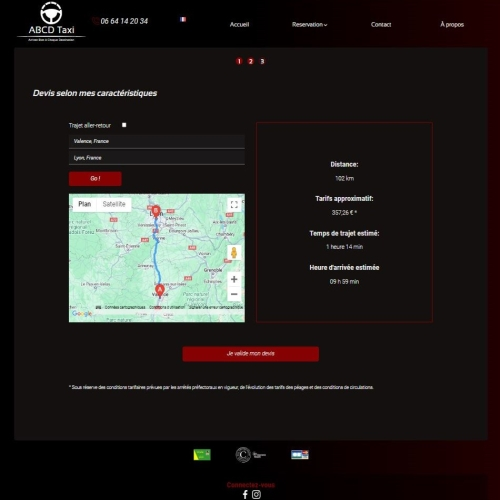 ABCD Taxi
06 64 14 20 34
Accueil
Reservation
Contact
À propos
1 2 3
Devis selon mes caractéristiques
Trajet aller-retour
Valence, France
Lyon, France
Go !
Plan Satellite
Grenoble
Annonay
Valence
Google
Distance:
102 km
Tarifs approximatif:
357,26 € *
Temps de trajet estimé:
1 heure 14 min
Heure d'arrivée estimée
09 h 59 min
Je valide mon devis
* Sous réserve des conditions tarifaires prévues par les arrêtés préfectoraux en vigueur, de l'évolution des tarifs des péages et des conditions de circulations.
Contactez-nous